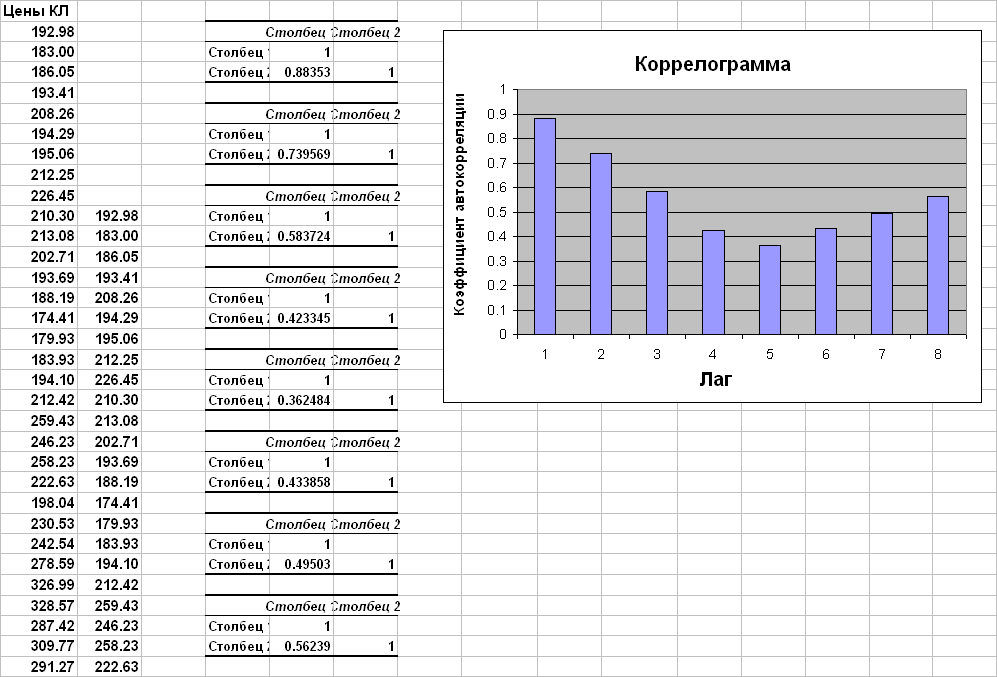 Цены КЛ
192.98 Столбец 1 Столбец 2
183.00 Столбец 1 1
186.05 Столбец 2 0.88353 1
193.41
208.26 Столбец 1 Столбец 2
194.29 Столбец 1 1
195.06 Столбец 2 0.739569 1
212.25
226.45 Столбец 1 Столбец 2
210.30 192.98 Столбец 1 1
213.08 183.00 Столбец 2 0.583724 1
202.71 186.05
193.69 193.41 Столбец 1 Столбец 2
188.19 208.26 Столбец 1 1
174.41 194.29 Столбец 2 0.423345 1
179.93 195.06
183.93 212.25 Столбец 1 Столбец 2
194.10 226.45 Столбец 1 1
212.42 210.30 Столбец 2 0.362484 1
259.43 213.08
246.23 202.71 Столбец 1 Столбец 2
258.23 193.69 Столбец 1 1
222.63 188.19 Столбец 2 0.433858 1
198.04 174.41
230.53 179.93 Столбец 1 Столбец 2
242.54 183.93 Столбец 1 1
278.59 194.10 Столбец 2 0.49503 1
326.99 212.42
328.57 259.43 Столбец 1 Столбец 2
287.42 246.23 Столбец 1 1
309.77 258.23 Столбец 2 0.56239 1
291.27 222.63
Коррелограмма
Коэффициент автокорреляции
1
0.9
0.8
0.7
0.6
0.5
0.4
0.3
0.2
0.1
0
1 2 3 4 5 6 7 8
Лаг